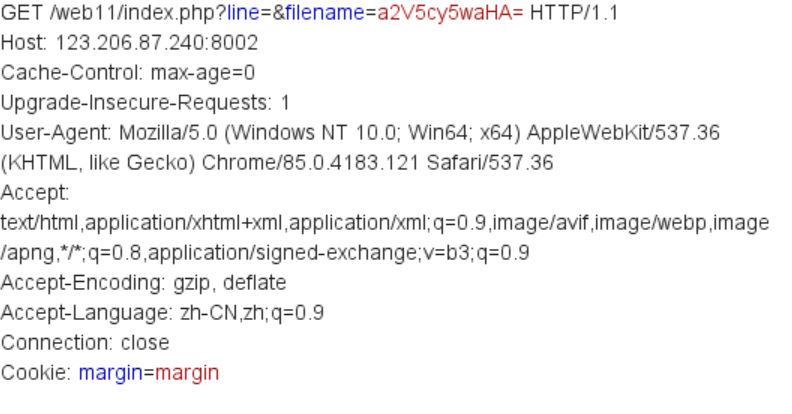 GET /web11/index.php?line=&filename=a2V5cy5waHA= HTTP/1.1
Host: 123.206.87.240:8002
Cache-Control: max-age=0
Upgrade-Insecure-Requests: 1
User-Agent: Mozilla/5.0 (Windows NT 10.0; Win64; x64) AppleWebKit/537.36
(KHTML, like Gecko) Chrome/85.0.4183.121 Safari/537.36
Accept:
text/html,application/xhtml+xml,application/xml;q=0.9,image/avif,image/webp,image
/apng,*/*;q=0.8,application/signed-exchange;v=b3;q=0.9
Accept-Encoding: gzip, deflate
Accept-Language: zh-CN,zh;q=0.9
Connection: close
Cookie: margin=margin